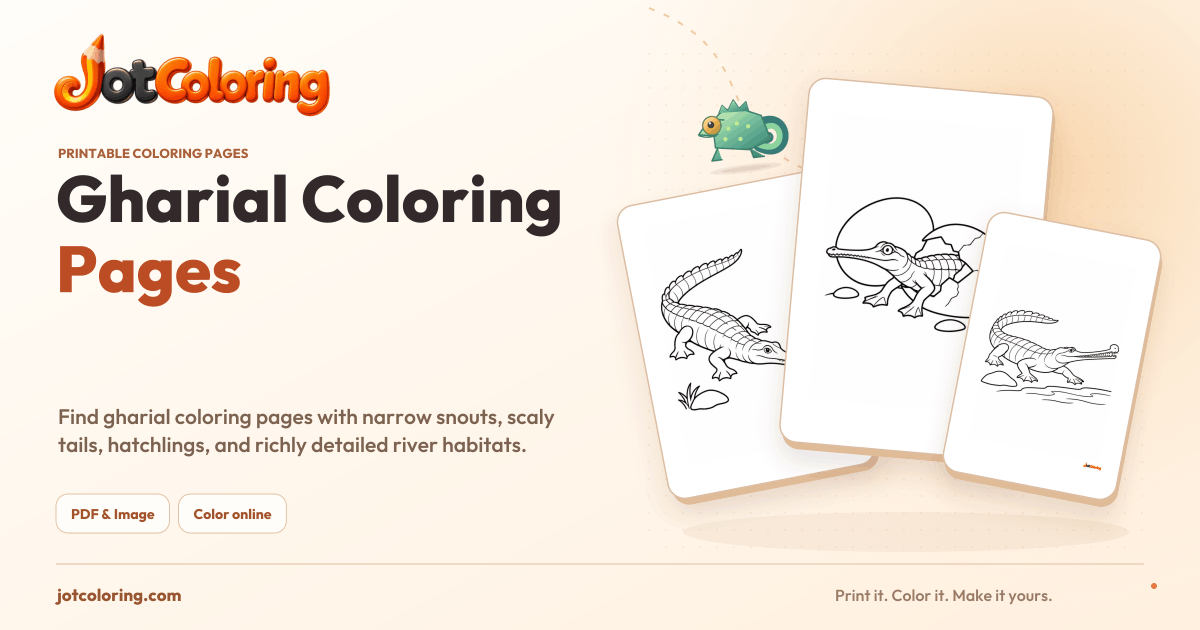 JotColoring
PRINTABLE COLORING PAGES
Gharial Coloring
Pages
Find gharial coloring pages with narrow snouts, scaly
tails, hatchlings, and richly detailed river habitats.
PDF & Image
Color online
jotcoloring.com
Print it. Color it. Make it yours.